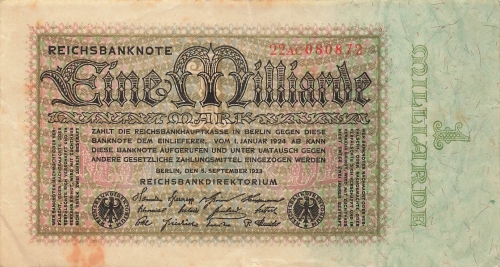 REICHSBANKNOTE
22AC080872
Eine Milliarde
MARK
ZAHLT DIE REICHSBANKHAUPTKASSE IN BERLIN GEGEN DIESE
BANKNOTE DEM EINLIEFERER. VOM 1. JANUAR 1924 AB KANN
DIESE BANKNOTE AUFGERUFEN UND UNTER UMTAUSCH GEGEN
ANDERE GESETZLICHE ZAHLUNGSMITTEL EINGEZOGEN WERDEN
BERLIN, DEN 5. SEPTEMBER 1923
REICHSBANKDIREKTORIUM
1 MILLIARDE